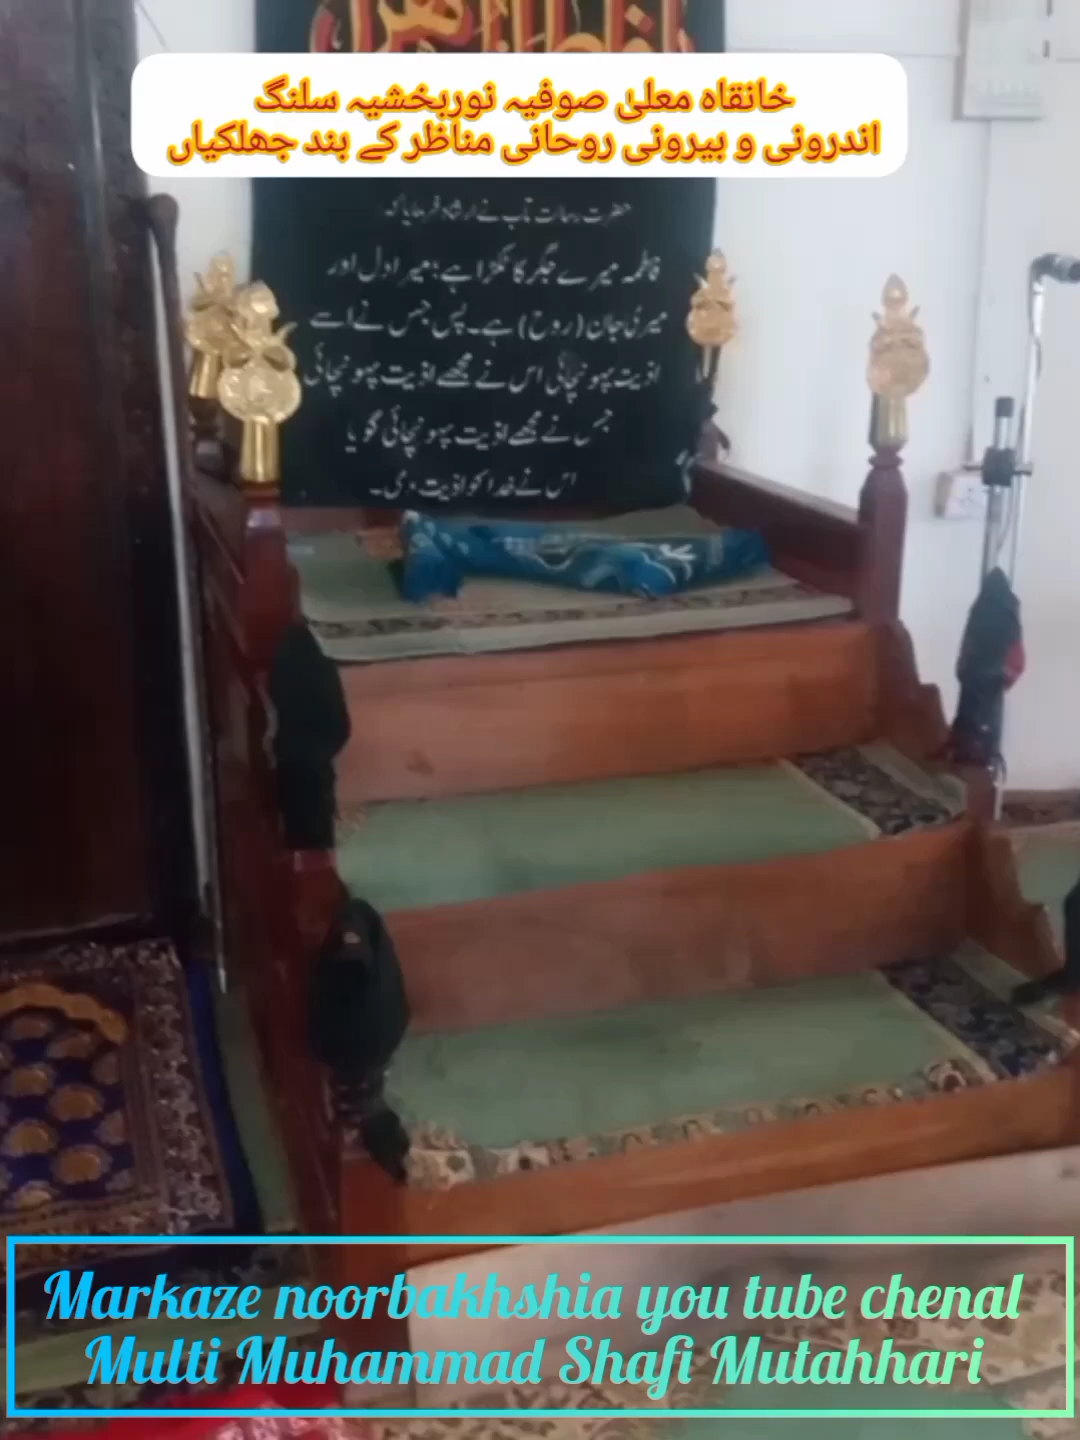 خانقاہ معلیٰ صوفیہ نوربخشیہ سلنگ
اندرونی و بیرونی روحانی مناظر کے بند جھلکیاں
حضرت رسالت مآب نے ارشاد فرمایا کہ
فاطمہ میرے جگر کا ٹکڑا ہے؛ میرا دل اور
میری جان (روح) ہے۔ پس جس نے اسے
اذیت پہونچائی اس نے مجھے اذیت پہونچائی
جس نے مجھے اذیت پہونچائی گویا
اس نے خدا کو اذیت دی۔
Markaze noorbakhshia you tube chenal
Multi Muhammad Shafi Mutahhari